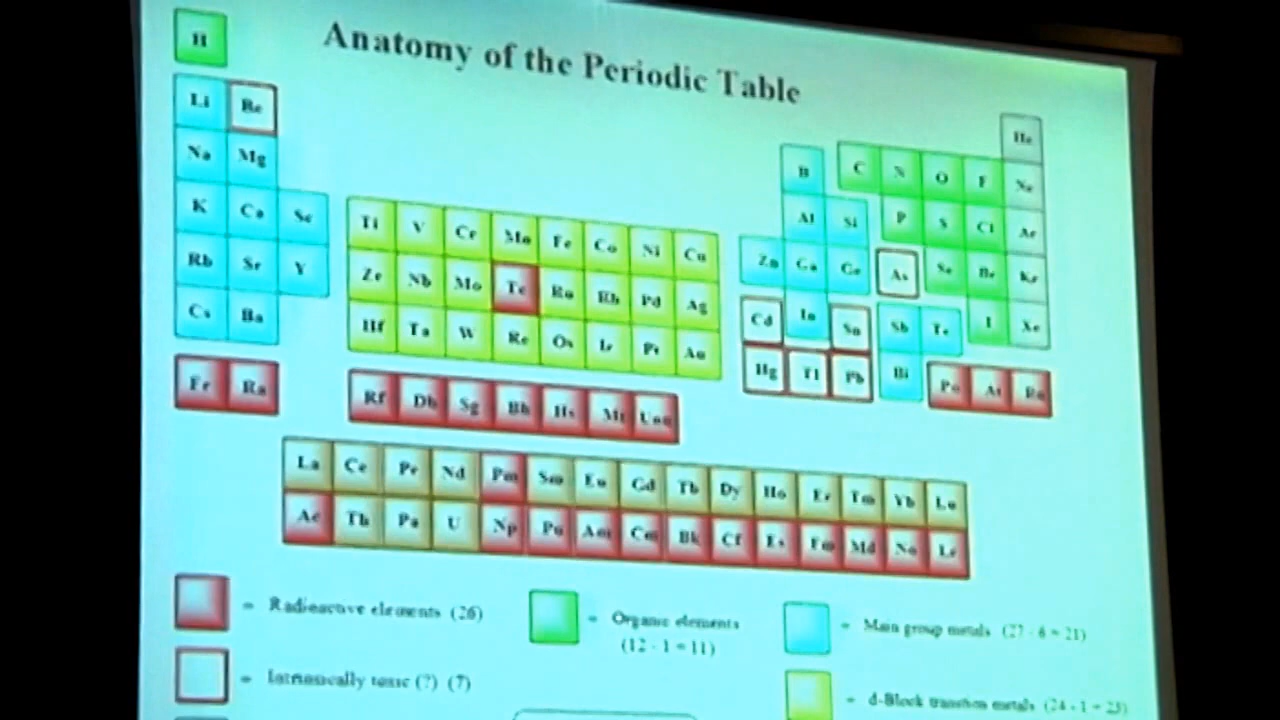 Anatomy of the Periodic Table
H He
Li Be B C N O F Ne
Na Mg Al Si P S Cl Ar
K Ca Sc Ti V Cr Mn Fe Co Ni Cu Zn Ga Ge As Se Br Kr
Rb Sr Y Zr Nb Mo Tc Ru Rh Pd Ag Cd In Sn Sb Te I Xe
Cs Ba Hf Ta W Re Os Ir Pt Au Hg Tl Pb Bi Po At Rn
Fr Ra Rf Db Sg Bh Hs Mt Uun
La Ce Pr Nd Pm Sm Eu Gd Tb Dy Ho Er Tm Yb Lu
Ac Th Pa U Np Pu Am Cm Bk Cf Es Fm Md No Lr
= Radioactive elements (26)
= Organic elements
(12 - 1 = 11)
= Main group metals (27 - 6 = 21)
= Intrinsically toxic (?) (7)
= d-Block transition metals (24 - 1 = 23)